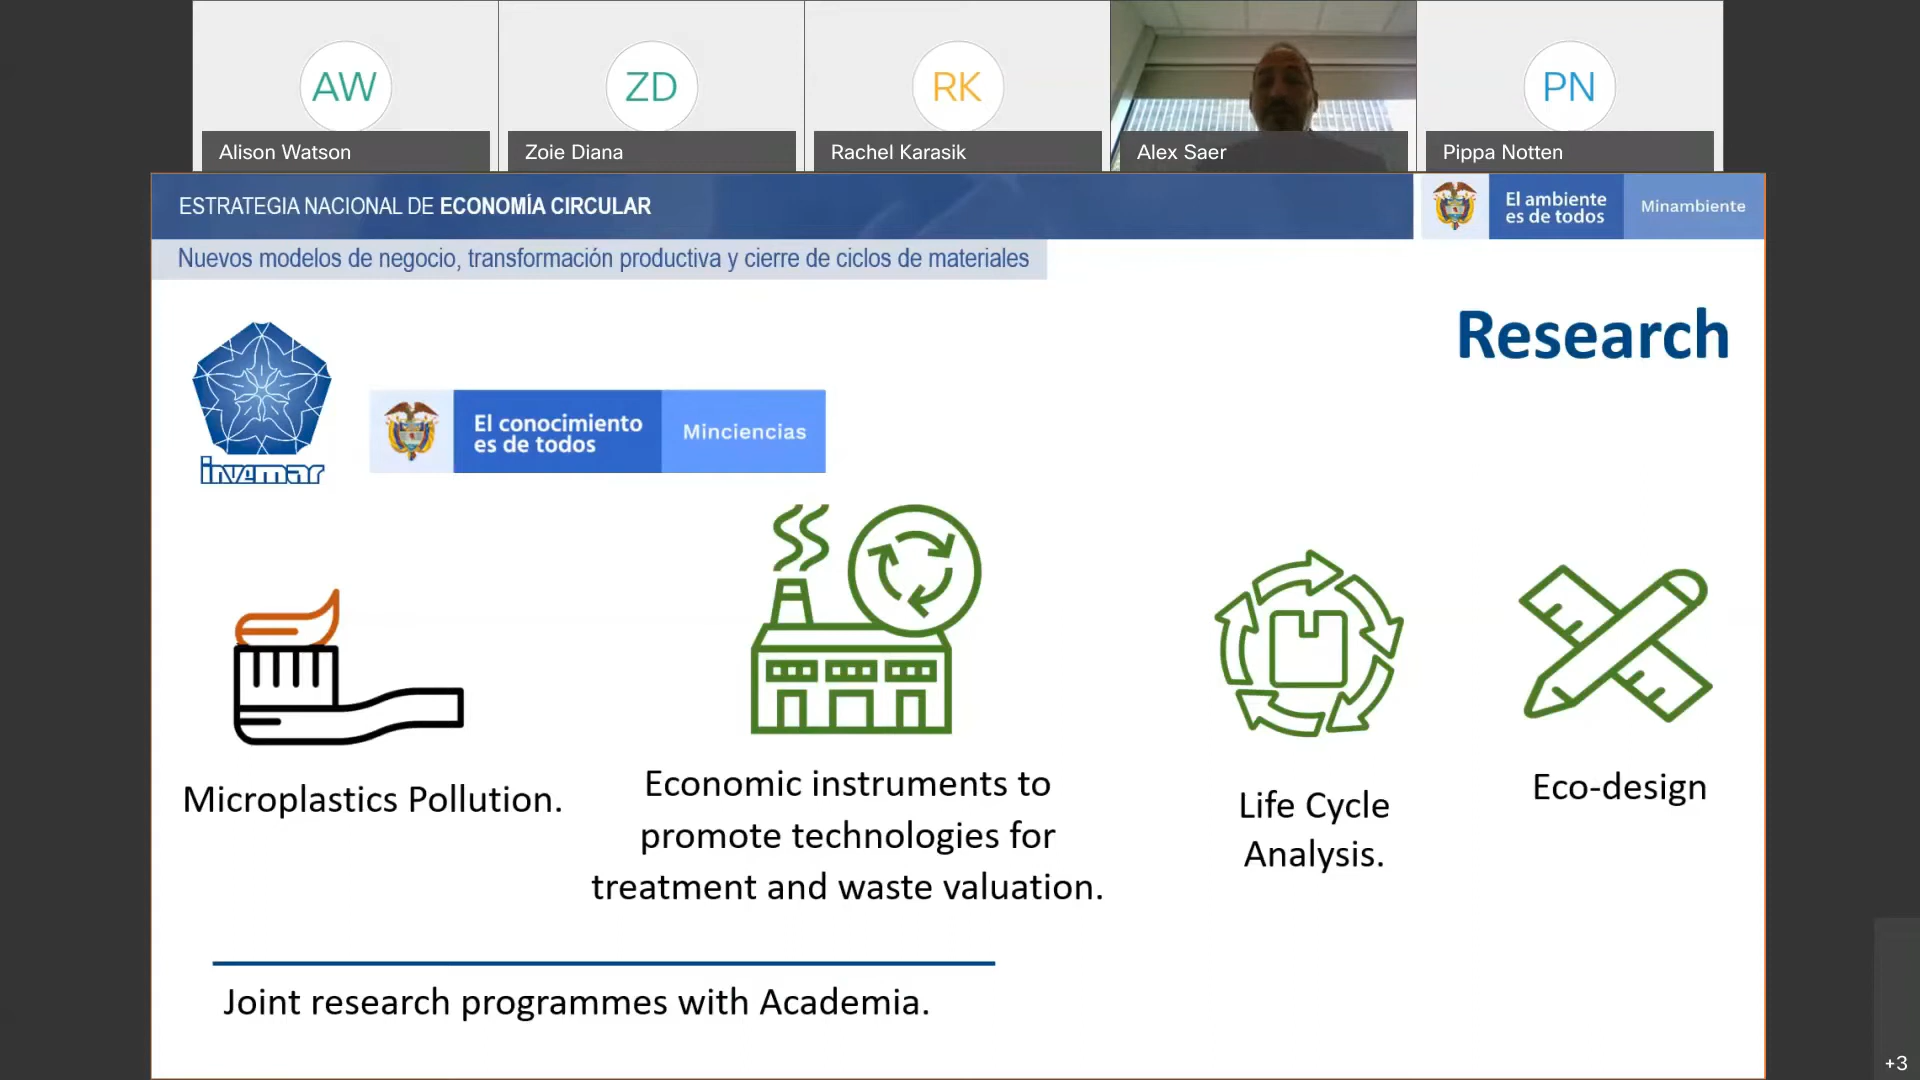 AW
ZD
RK
PN
Alison Watson
Zoie Diana
Rachel Karasik
Alex Saer
Pippa Notten
ESTRATEGIA NACIONAL DE ECONOMÍA CIRCULAR
El ambiente
es de todos
Minambiente
Nuevos modelos de negocio, transformación productiva y cierre de ciclos de materiales
Research
invemar
El conocimiento
es de todos
Minciencias
Microplastics Pollution.
Economic instruments to
promote technologies for
treatment and waste valuation.
Life Cycle
Analysis.
Eco-design
Joint research programmes with Academia.
+3